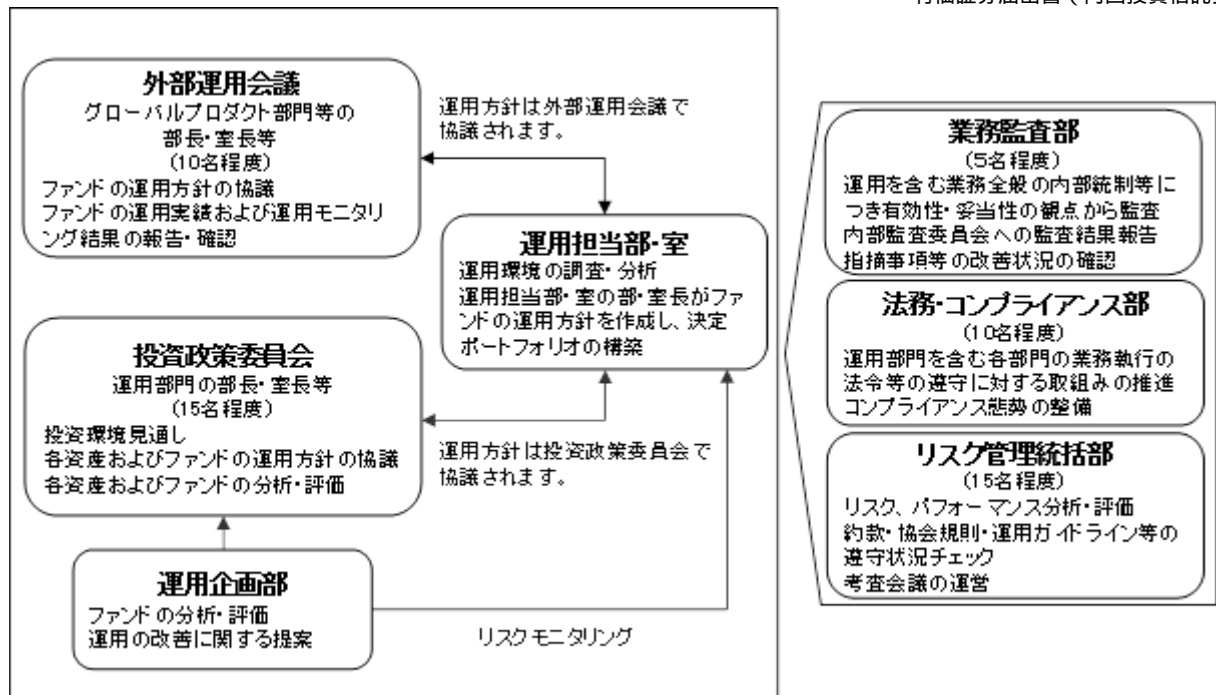 外部運用会議
グローバルプロダクト部門等の
部長・室長等
(10名程度)
ファンドの運用方針の協議
ファンドの運用実績および運用モニタリ
ング結果の報告・確認
運用方針は外部運用会議で
協議されます。
運用担当部・室
運用環境の調査・分析
運用担当部・室の部・室長がファ
ンドの運用方針を作成し、決定
ポートフォリオの構築
投資政策委員会
運用部門の部長・室長等
(15名程度)
投資環境見通し
各資産およびファンドの運用方針の協議
各資産およびファンドの分析・評価
運用方針は投資政策委員会で
協議されます。
運用企画部
ファンドの分析・評価
運用の改善に関する提案
リスクモニタリング
業務監査部
(5名程度)
運用を含む業務全般の内部統制等に
つき有効性・妥当性の観点から監査
内部監査委員会への監査結果報告
指摘事項等の改善状況の確認
法務・コンプライアンス部
(10名程度)
運用部門を含む各部門の業務執行の
法令等の遵守に対する取組みの推進
コンプライアンス態勢の整備
リスク管理統括部
(15名程度)
リスク、パフォーマンス分析・評価
約款・協会規則・運用ガイドライン等の
遵守状況チェック
考査会議の運営